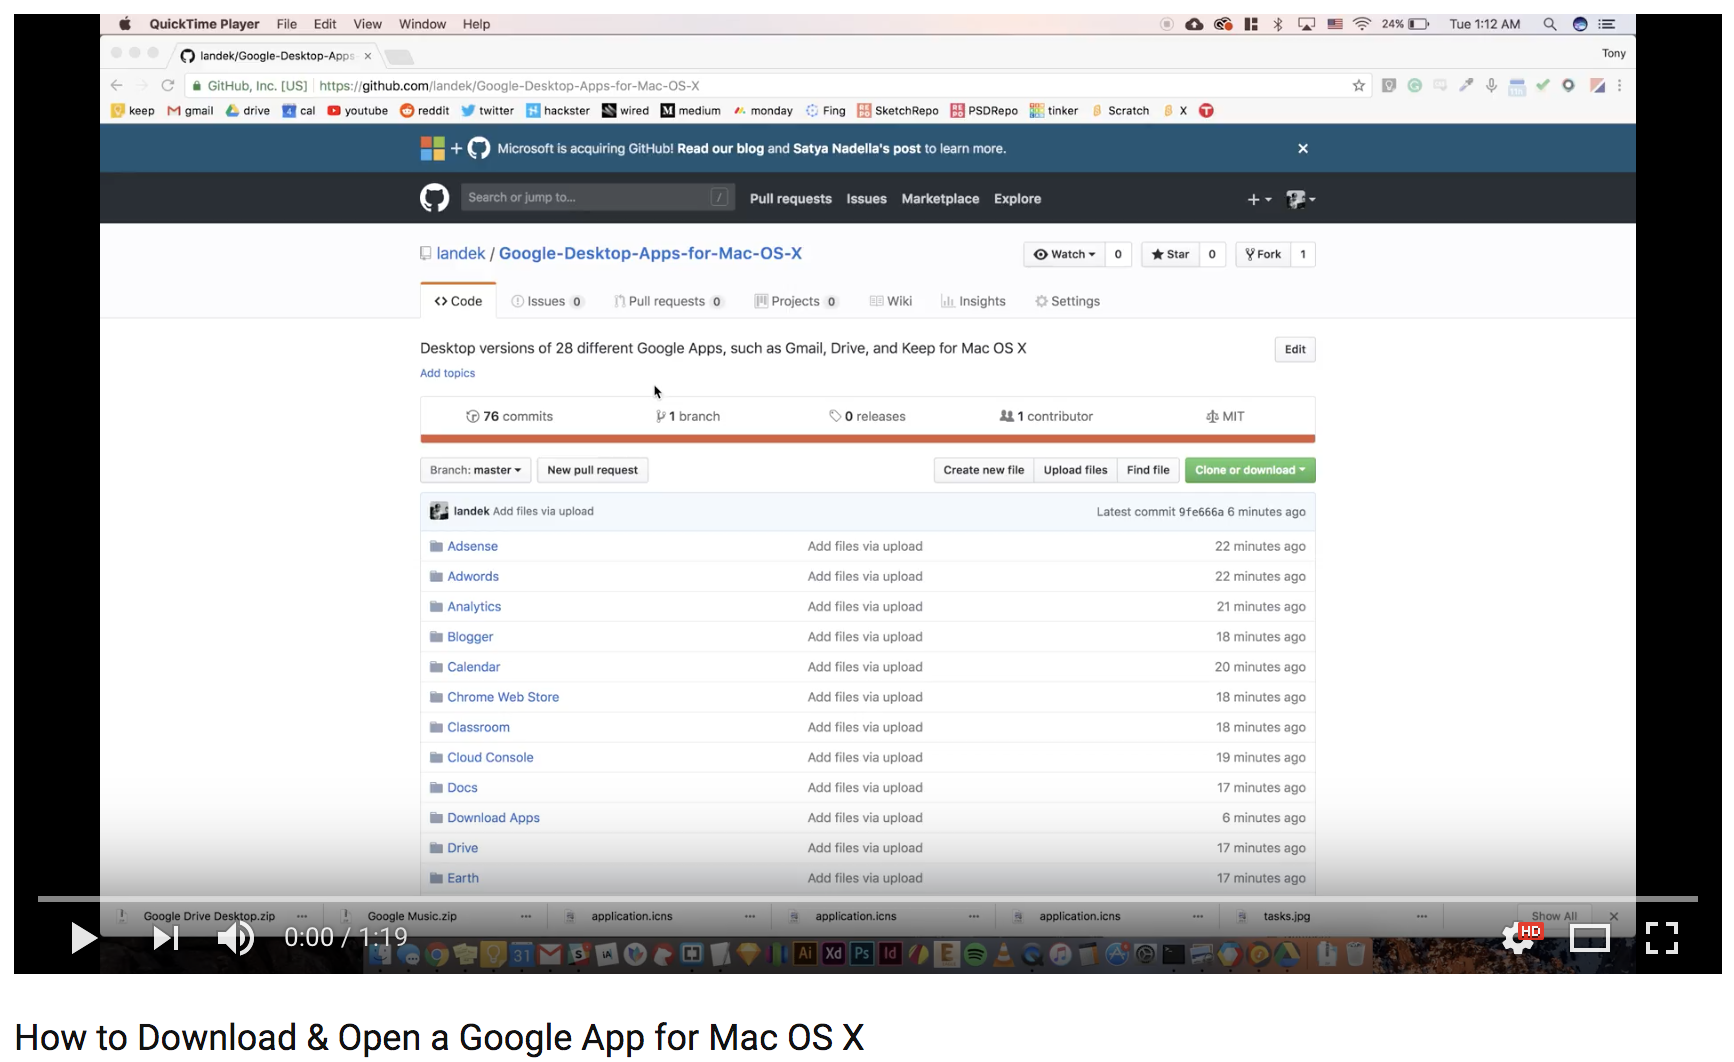 QuickTime Player File Edit View Window Help 24% Tue 1:12 AM
landek/Google-Desktop-Apps- Tony
GitHub, Inc. [US] https://github.com/landek/Google-Desktop-Apps-for-Mac-OS-X
keep gmail drive cal youtube reddit twitter hackster wired medium monday Fing SketchRepo PSDRepo tinker Scratch X
Microsoft is acquiring GitHub! Read our blog and Satya Nadella's post to learn more.
Search or jump to... / Pull requests Issues Marketplace Explore
landek / Google-Desktop-Apps-for-Mac-OS-X Watch 0 Star 0 Fork 1
Code Issues 0 Pull requests 0 Projects 0 Wiki Insights Settings
Desktop versions of 28 different Google Apps, such as Gmail, Drive, and Keep for Mac OS X Edit
Add topics
76 commits 1 branch 0 releases 1 contributor MIT
Branch: master New pull request Create new file Upload files Find file Clone or download
landek Add files via upload Latest commit 9fe666a 6 minutes ago
Adsense Add files via upload 22 minutes ago
Adwords Add files via upload 22 minutes ago
Analytics Add files via upload 21 minutes ago
Blogger Add files via upload 18 minutes ago
Calendar Add files via upload 20 minutes ago
Chrome Web Store Add files via upload 18 minutes ago
Classroom Add files via upload 18 minutes ago
Cloud Console Add files via upload 19 minutes ago
Docs Add files via upload 17 minutes ago
Download Apps Add files via upload 6 minutes ago
Drive Add files via upload 17 minutes ago
Earth Add files via upload 17 minutes ago
Google Drive Desktop.zip Google Music.zip application.icns application.icns application.icns tasks.jpg Show All
0:00 / 1:19 HD
31 Ai Xd Ps Id E
How to Download & Open a Google App for Mac OS X